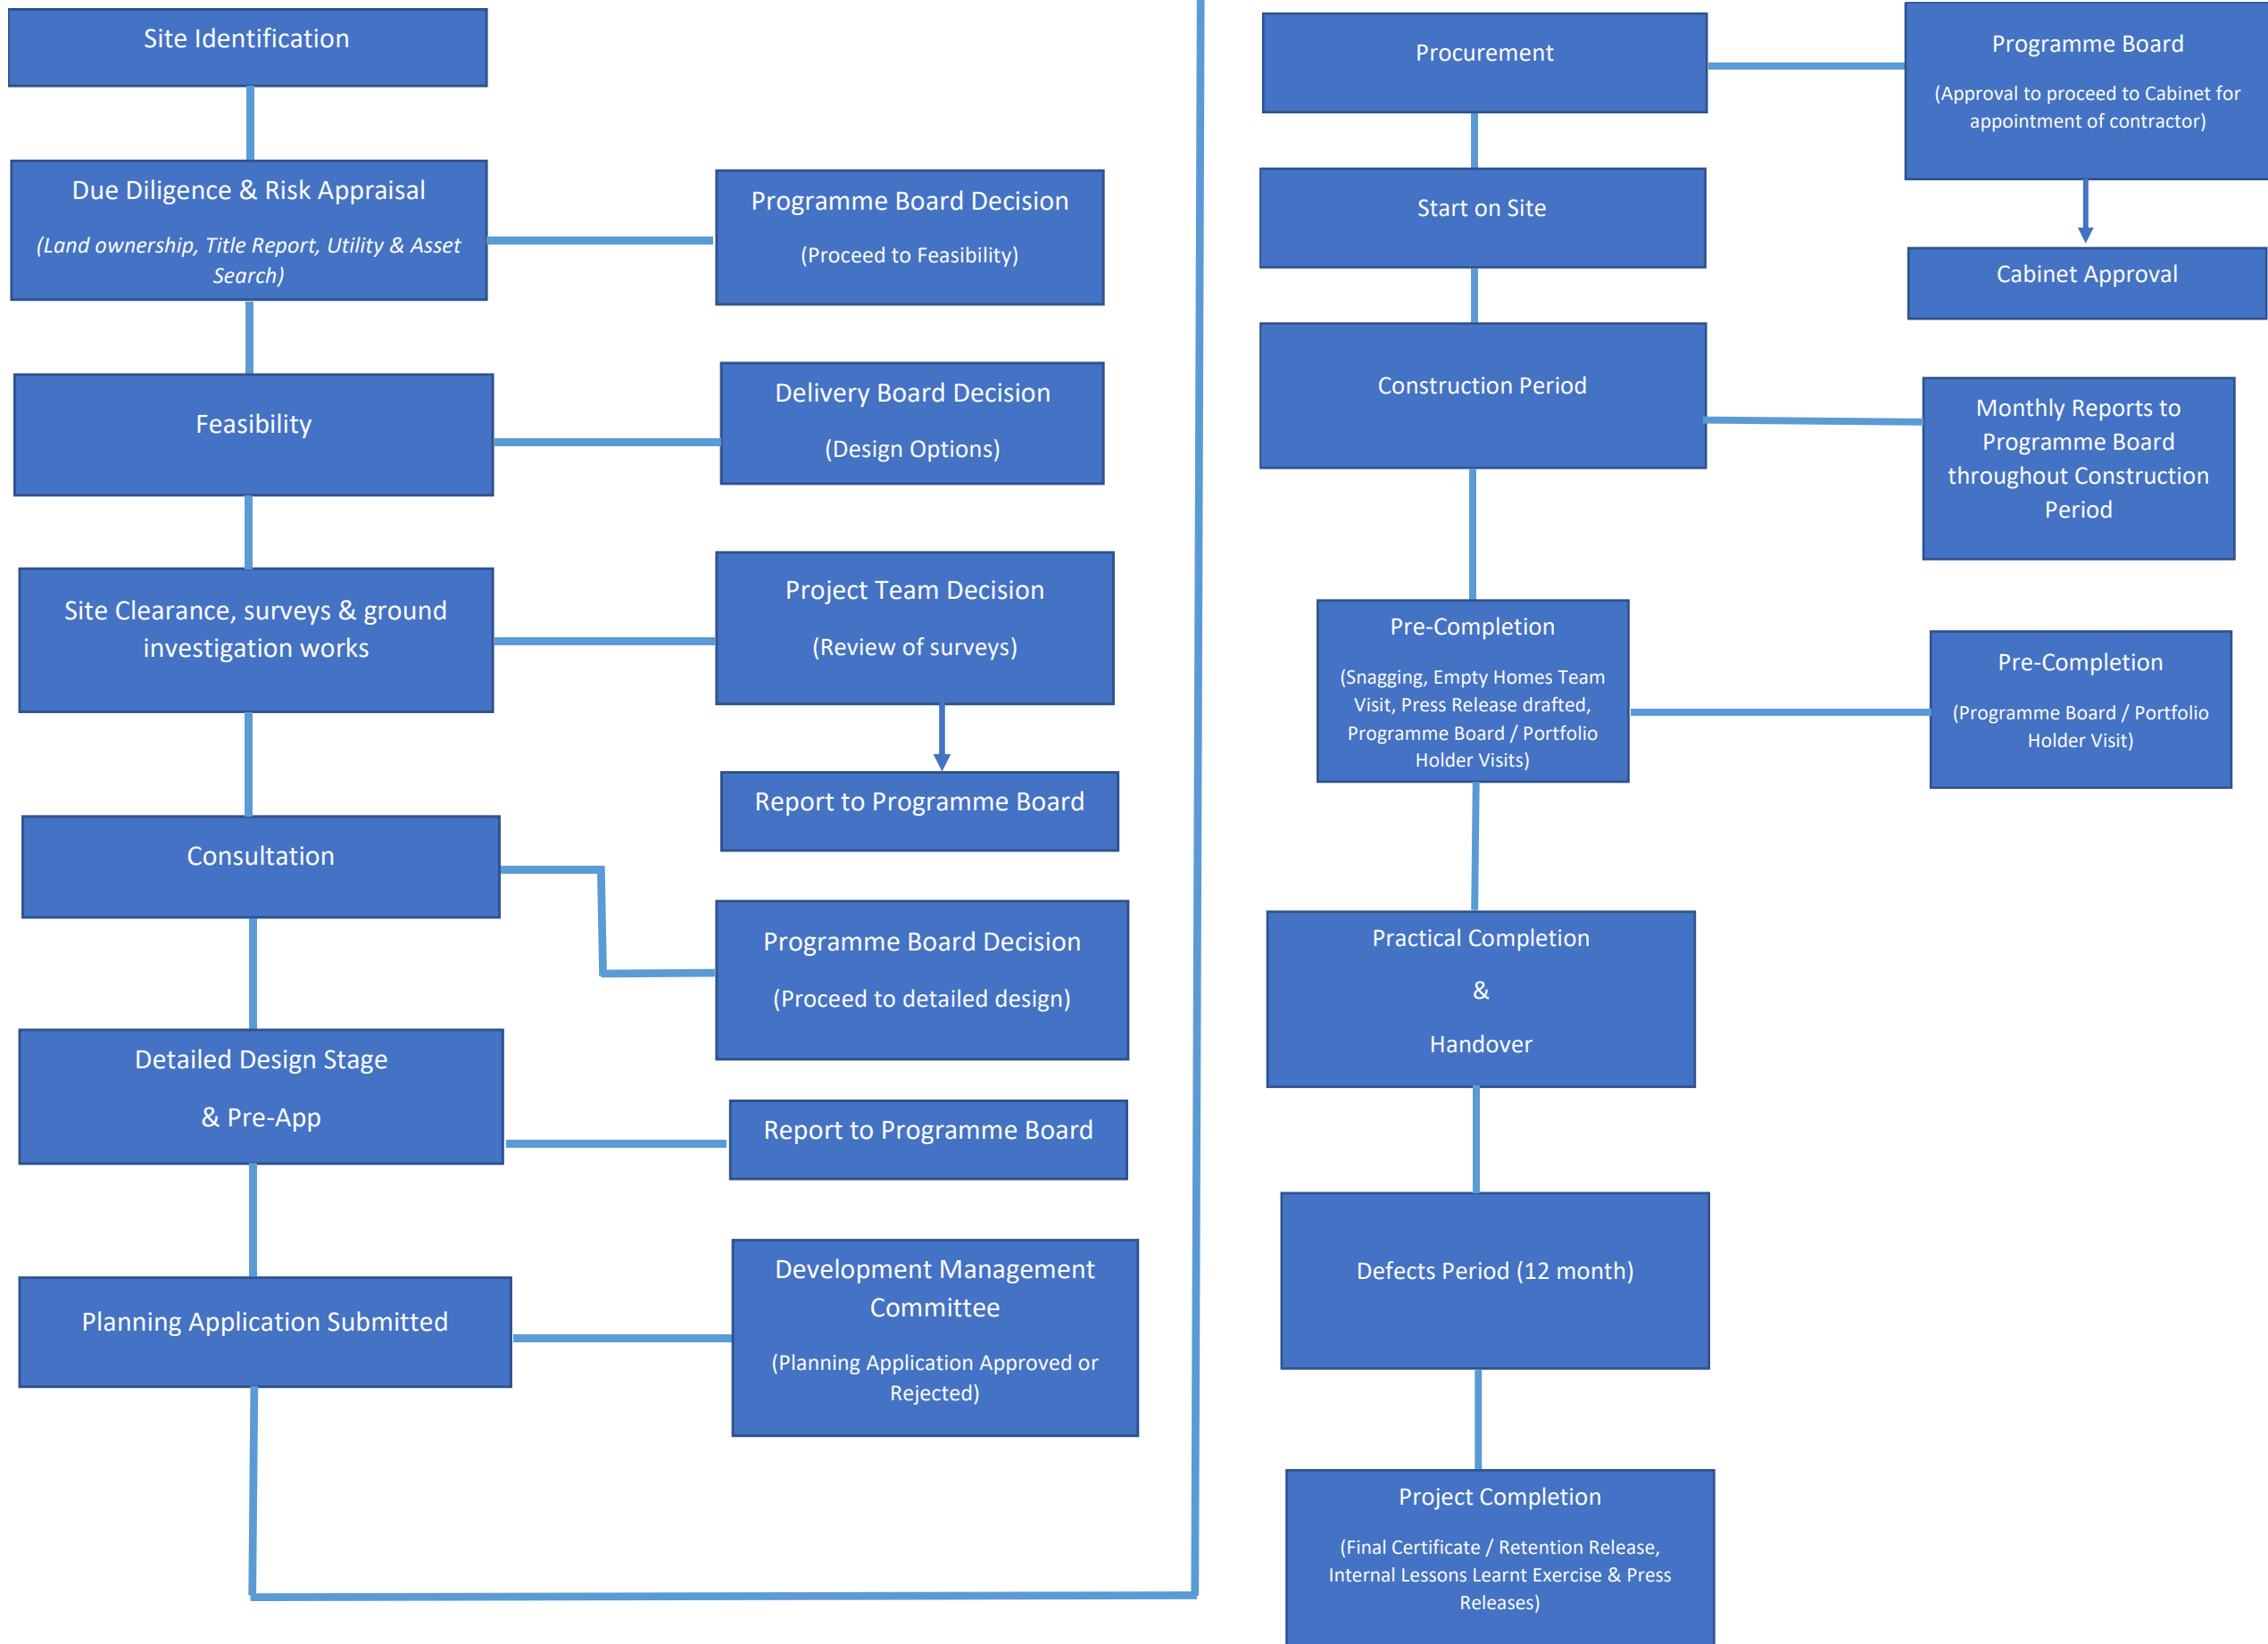 Site Identification
Due Diligence & Risk Appraisal
(Land ownership, Title Report, Utility & Asset
Search)
Programme Board Decision
(Proceed to Feasibility)
Feasibility
Delivery Board Decision
(Design Options)
Site Clearance, surveys & ground
investigation works
Project Team Decision
(Review of surveys)
Report to Programme Board
Consultation
Programme Board Decision
(Proceed to detailed design)
Detailed Design Stage
& Pre-App
Report to Programme Board
Planning Application Submitted
Development Management
Committee
(Planning Application Approved or
Rejected)
Procurement
Programme Board
(Approval to proceed to Cabinet for
appointment of contractor)
Cabinet Approval
Start on Site
Construction Period
Monthly Reports to
Programme Board
throughout Construction
Period
Pre-Completion
(Snagging, Empty Homes Team
Visit, Press Release drafted,
Programme Board / Portfolio
Holder Visits)
Pre-Completion
(Programme Board / Portfolio
Holder Visit)
Practical Completion
&
Handover
Defects Period (12 month)
Project Completion
(Final Certificate / Retention Release,
Internal Lessons Learnt Exercise & Press
Releases)